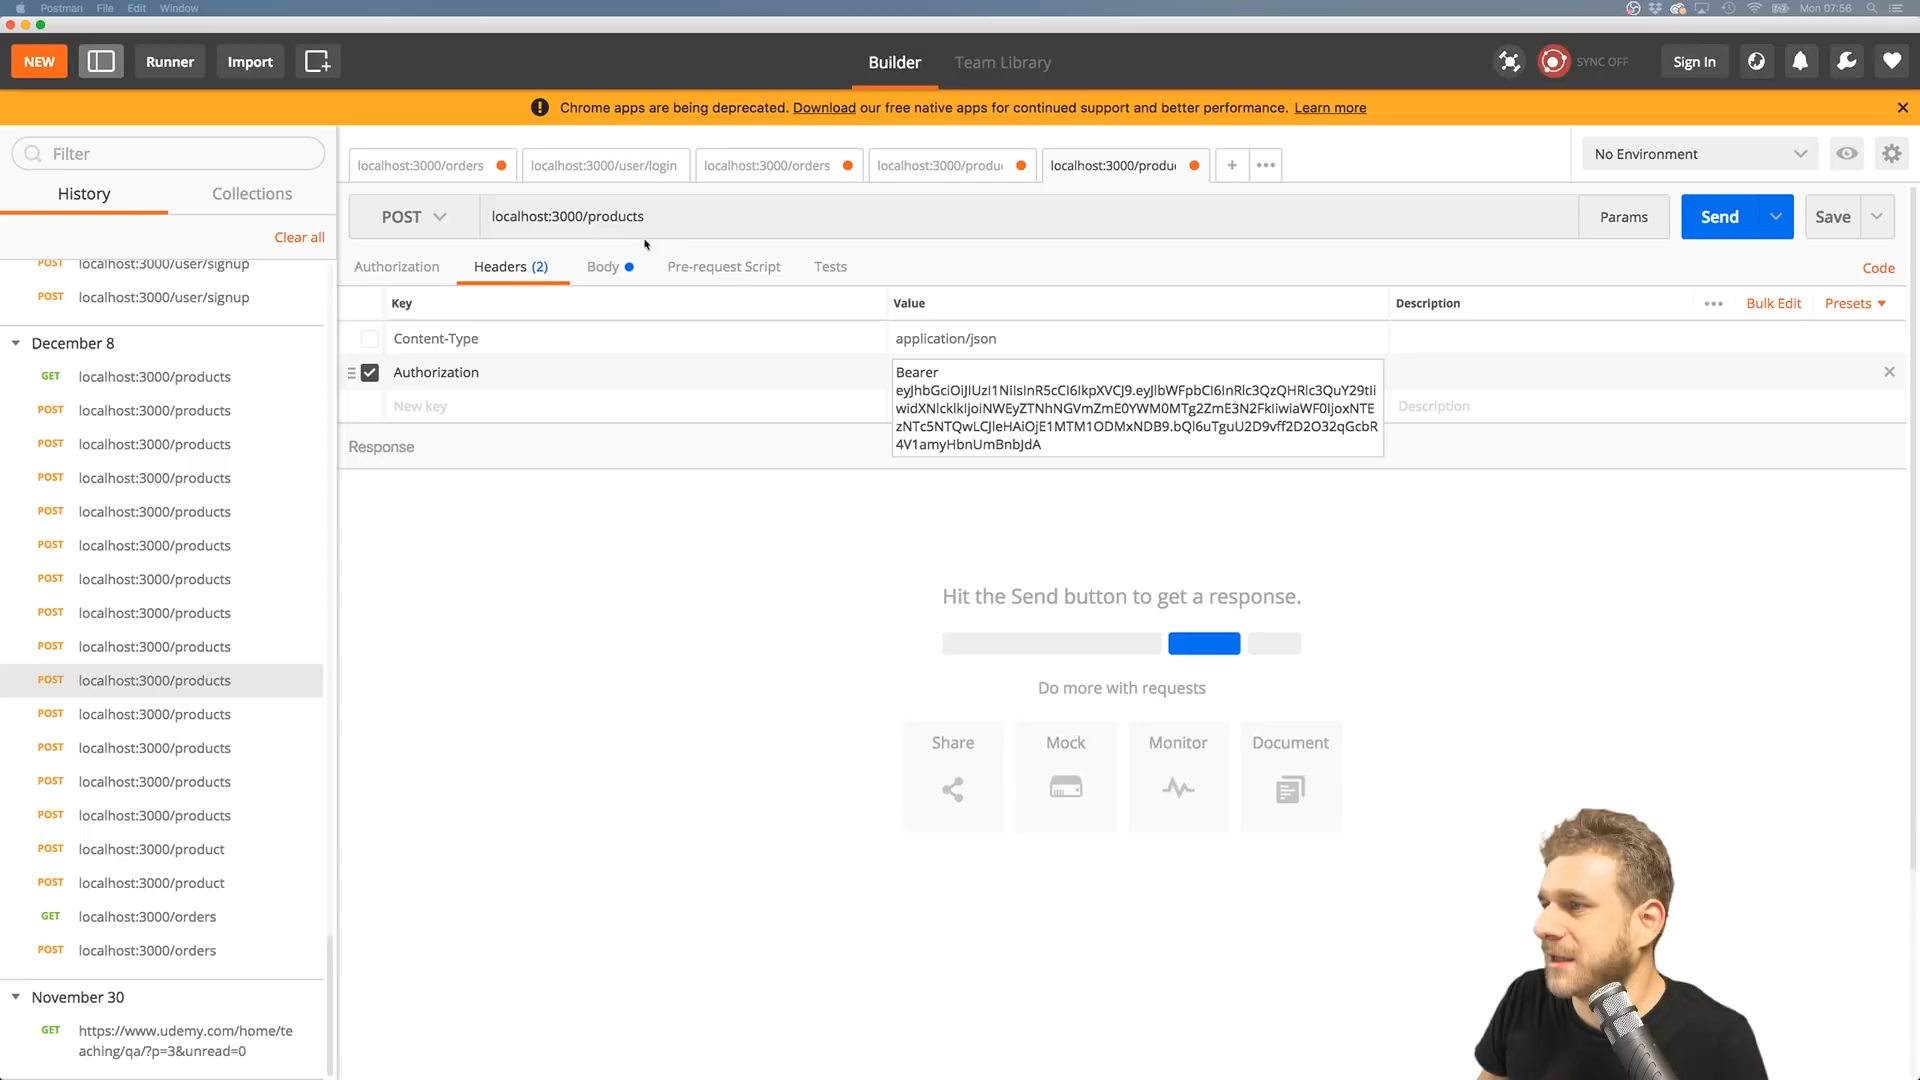 Postman File Edit Window
Mon 07:56
NEW
Runner
Import
Builder
Team Library
SYNC OFF
Sign In
Chrome apps are being deprecated. Download our free native apps for continued support and better performance. Learn more
Filter
History
Collections
Clear all
POST localhost:3000/user/signup
POST localhost:3000/user/signup
December 8
GET localhost:3000/products
POST localhost:3000/products
POST localhost:3000/products
POST localhost:3000/products
POST localhost:3000/products
POST localhost:3000/products
POST localhost:3000/products
POST localhost:3000/products
POST localhost:3000/products
POST localhost:3000/products
POST localhost:3000/products
POST localhost:3000/products
POST localhost:3000/products
POST localhost:3000/products
POST localhost:3000/product
POST localhost:3000/product
GET localhost:3000/orders
POST localhost:3000/orders
November 30
GET https://www.udemy.com/home/te
aching/qa/?p=3&unread=0
localhost:3000/orders
localhost:3000/user/login
localhost:3000/orders
localhost:3000/produ
localhost:3000/produ
No Environment
POST
localhost:3000/products
Params
Send
Save
Authorization
Headers (2)
Body
Pre-request Script
Tests
Code
Key
Value
Description
Bulk Edit
Presets
Content-Type
application/json
Authorization
Bearer
New key
Description
Response
Hit the Send button to get a response.
Do more with requests
Share
Mock
Monitor
Document